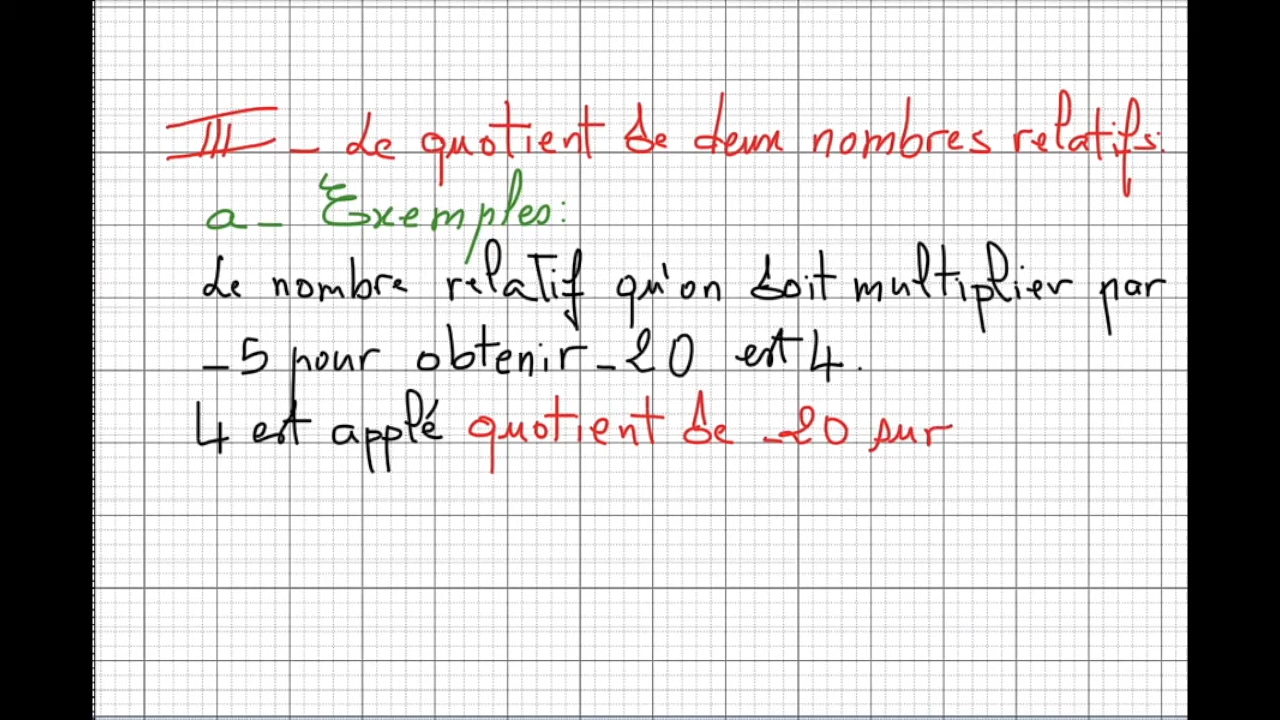 III - Le quotient de deux nombres relatifs:
a - Exemples:
Le nombre relatif qu'on doit multiplier par
-5 pour obtenir -20 est 4.
4 est applé quotient de -20 sur